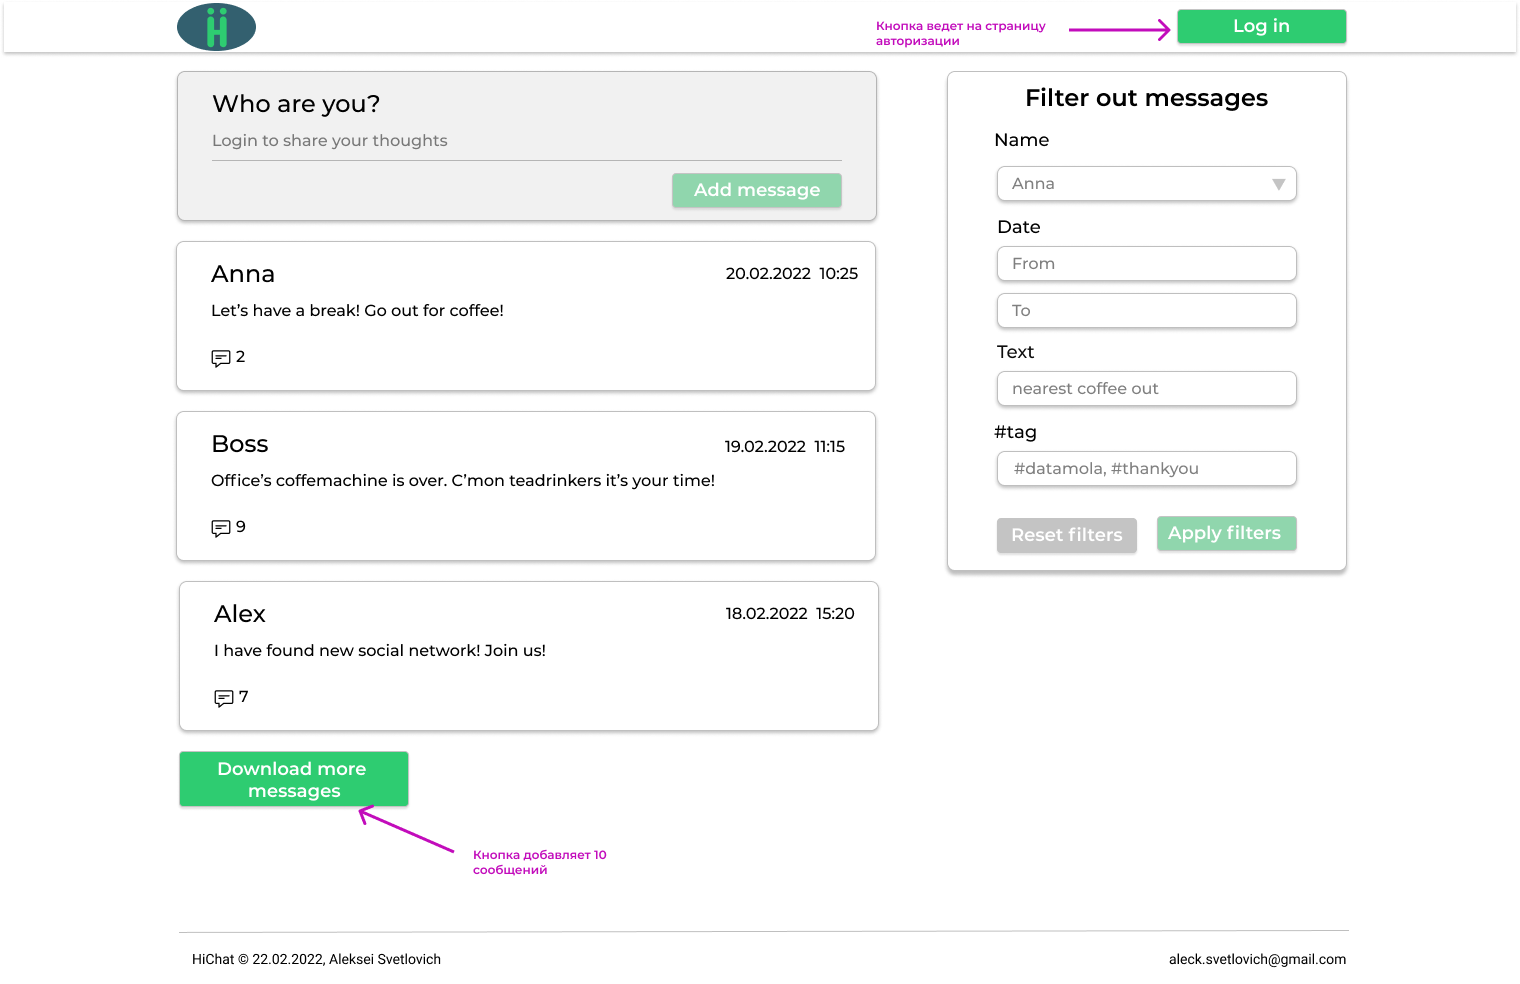 Кнопка ведет на страницу
авторизации
Log in
Who are you?
Login to share your thoughts
Add message
Anna
20.02.2022 10:25
Let’s have a break! Go out for coffee!
2
Boss
19.02.2022 11:15
Office’s coffemachine is over. C’mon teadrinkers it’s your time!
9
Alex
18.02.2022 15:20
I have found new social network! Join us!
7
Download more
messages
Кнопка добавляет 10
сообщений
Filter out messages
Name
Anna
Date
From
To
Text
nearest coffee out
#tag
#datamola, #thankyou
Reset filters
Apply filters
HiChat © 22.02.2022, Aleksei Svetlovich
aleck.svetlovich@gmail.com